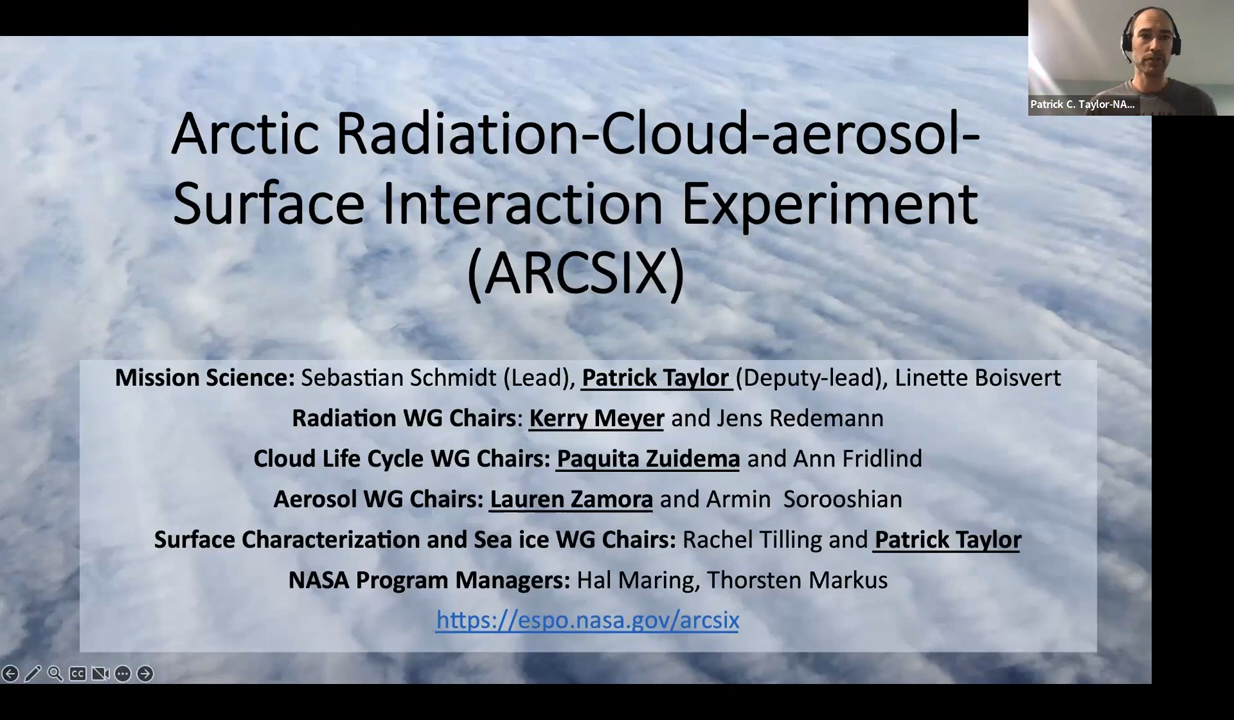 Patrick C. Taylor-NA...
Arctic Radiation-Cloud-aerosol-
Surface Interaction Experiment
(ARCSIX)
Mission Science: Sebastian Schmidt (Lead), Patrick Taylor (Deputy-lead), Linette Boisvert
Radiation WG Chairs: Kerry Meyer and Jens Redemann
Cloud Life Cycle WG Chairs: Paquita Zuidema and Ann Fridlind
Aerosol WG Chairs: Lauren Zamora and Armin Sorooshian
Surface Characterization and Sea ice WG Chairs: Rachel Tilling and Patrick Taylor
NASA Program Managers: Hal Maring, Thorsten Markus
https://espo.nasa.gov/arcsix
CC